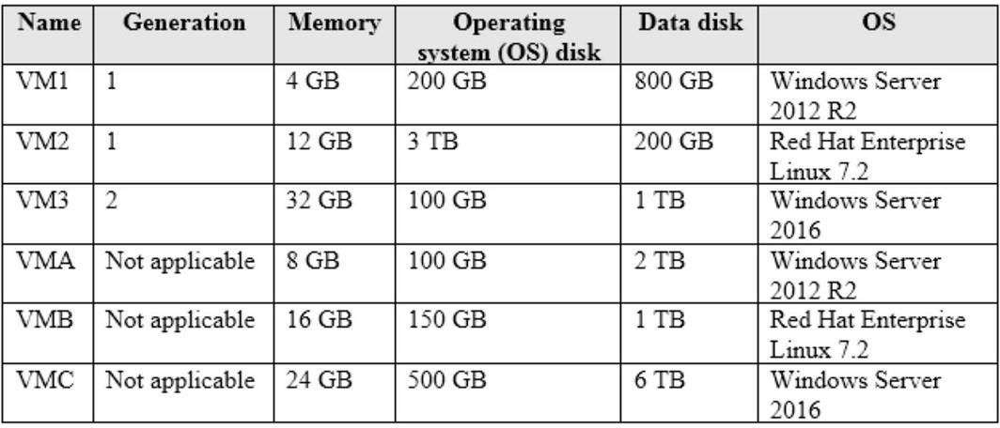 Name Generation Memory Operating Data disk OS
system (OS) disk
VM1 1 4 GB 200 GB 800 GB Windows Server
2012 R2
VM2 1 12 GB 3 TB 200 GB Red Hat Enterprise
Linux 7.2
VM3 2 32 GB 100 GB 1 TB Windows Server
2016
VMA Not applicable 8 GB 100 GB 2 TB Windows Server
2012 R2
VMB Not applicable 16 GB 150 GB 1 TB Red Hat Enterprise
Linux 7.2
VMC Not applicable 24 GB 500 GB 6 TB Windows Server
2016